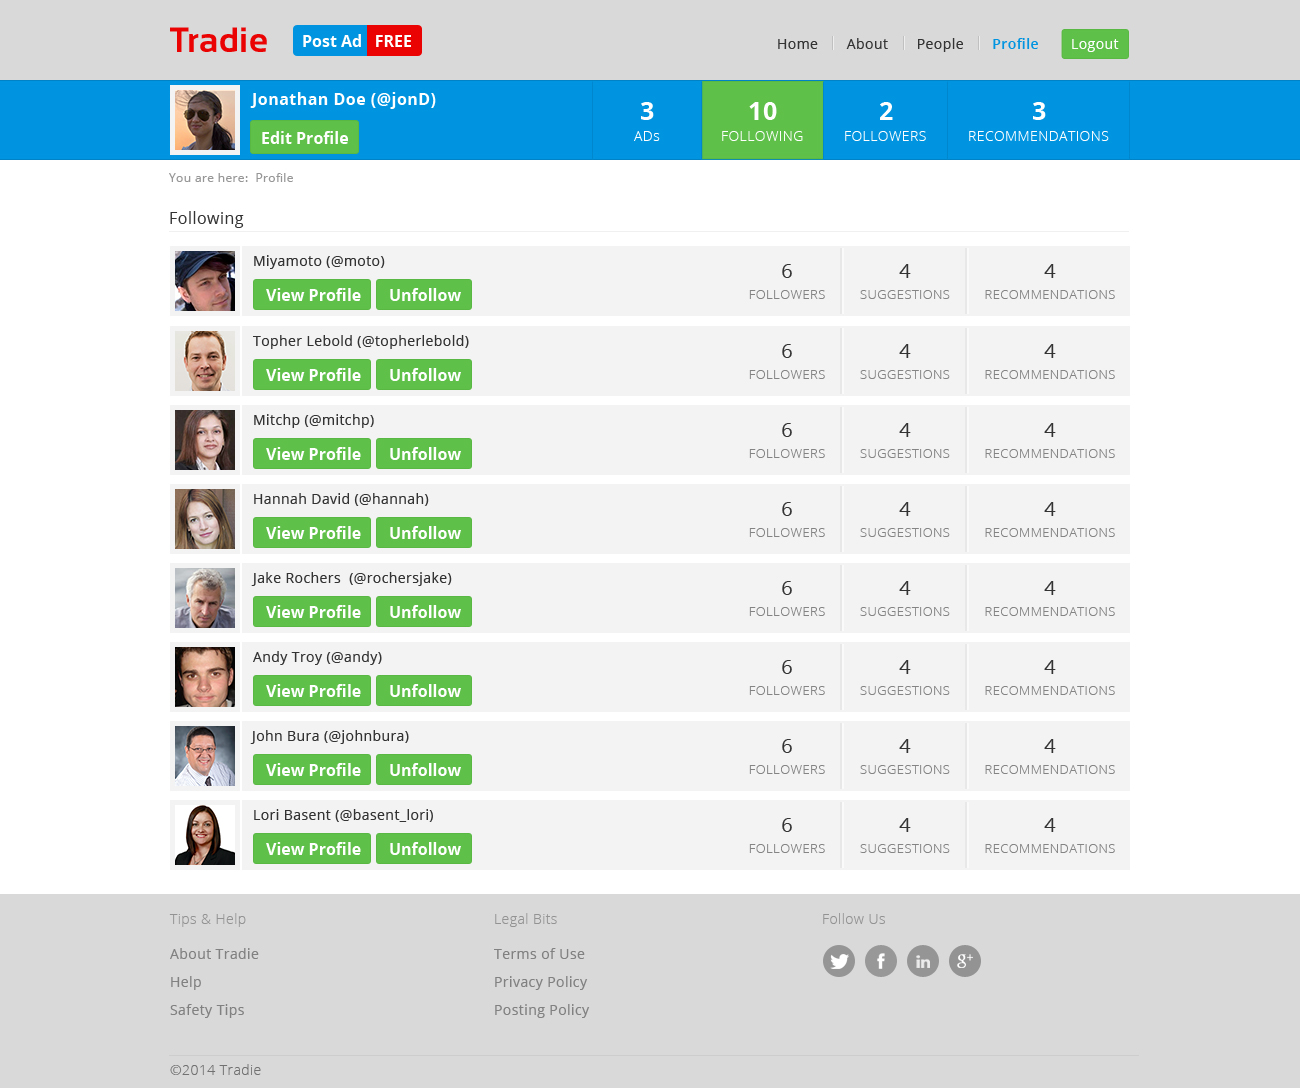 Tradie
Post Ad FREE
Home About People Profile Logout
Jonathan Doe (@jonD)
Edit Profile
3 10 2 3
ADs FOLLOWING FOLLOWERS RECOMMENDATIONS
You are here: Profile
Following
Miyamoto (@moto)
View Profile Unfollow
6 4 4
FOLLOWERS SUGGESTIONS RECOMMENDATIONS
Topher Lebold (@topherlebold)
View Profile Unfollow
6 4 4
FOLLOWERS SUGGESTIONS RECOMMENDATIONS
Mitchp (@mitchp)
View Profile Unfollow
6 4 4
FOLLOWERS SUGGESTIONS RECOMMENDATIONS
Hannah David (@hannah)
View Profile Unfollow
6 4 4
FOLLOWERS SUGGESTIONS RECOMMENDATIONS
Jake Rochers (@rochersjake)
View Profile Unfollow
6 4 4
FOLLOWERS SUGGESTIONS RECOMMENDATIONS
Andy Troy (@andy)
View Profile Unfollow
6 4 4
FOLLOWERS SUGGESTIONS RECOMMENDATIONS
John Bura (@johnbura)
View Profile Unfollow
6 4 4
FOLLOWERS SUGGESTIONS RECOMMENDATIONS
Lori Basent (@basent_lori)
View Profile Unfollow
6 4 4
FOLLOWERS SUGGESTIONS RECOMMENDATIONS
Tips & Help
About Tradie
Help
Safety Tips
Legal Bits
Terms of Use
Privacy Policy
Posting Policy
Follow Us
f in g+
©2014 Tradie